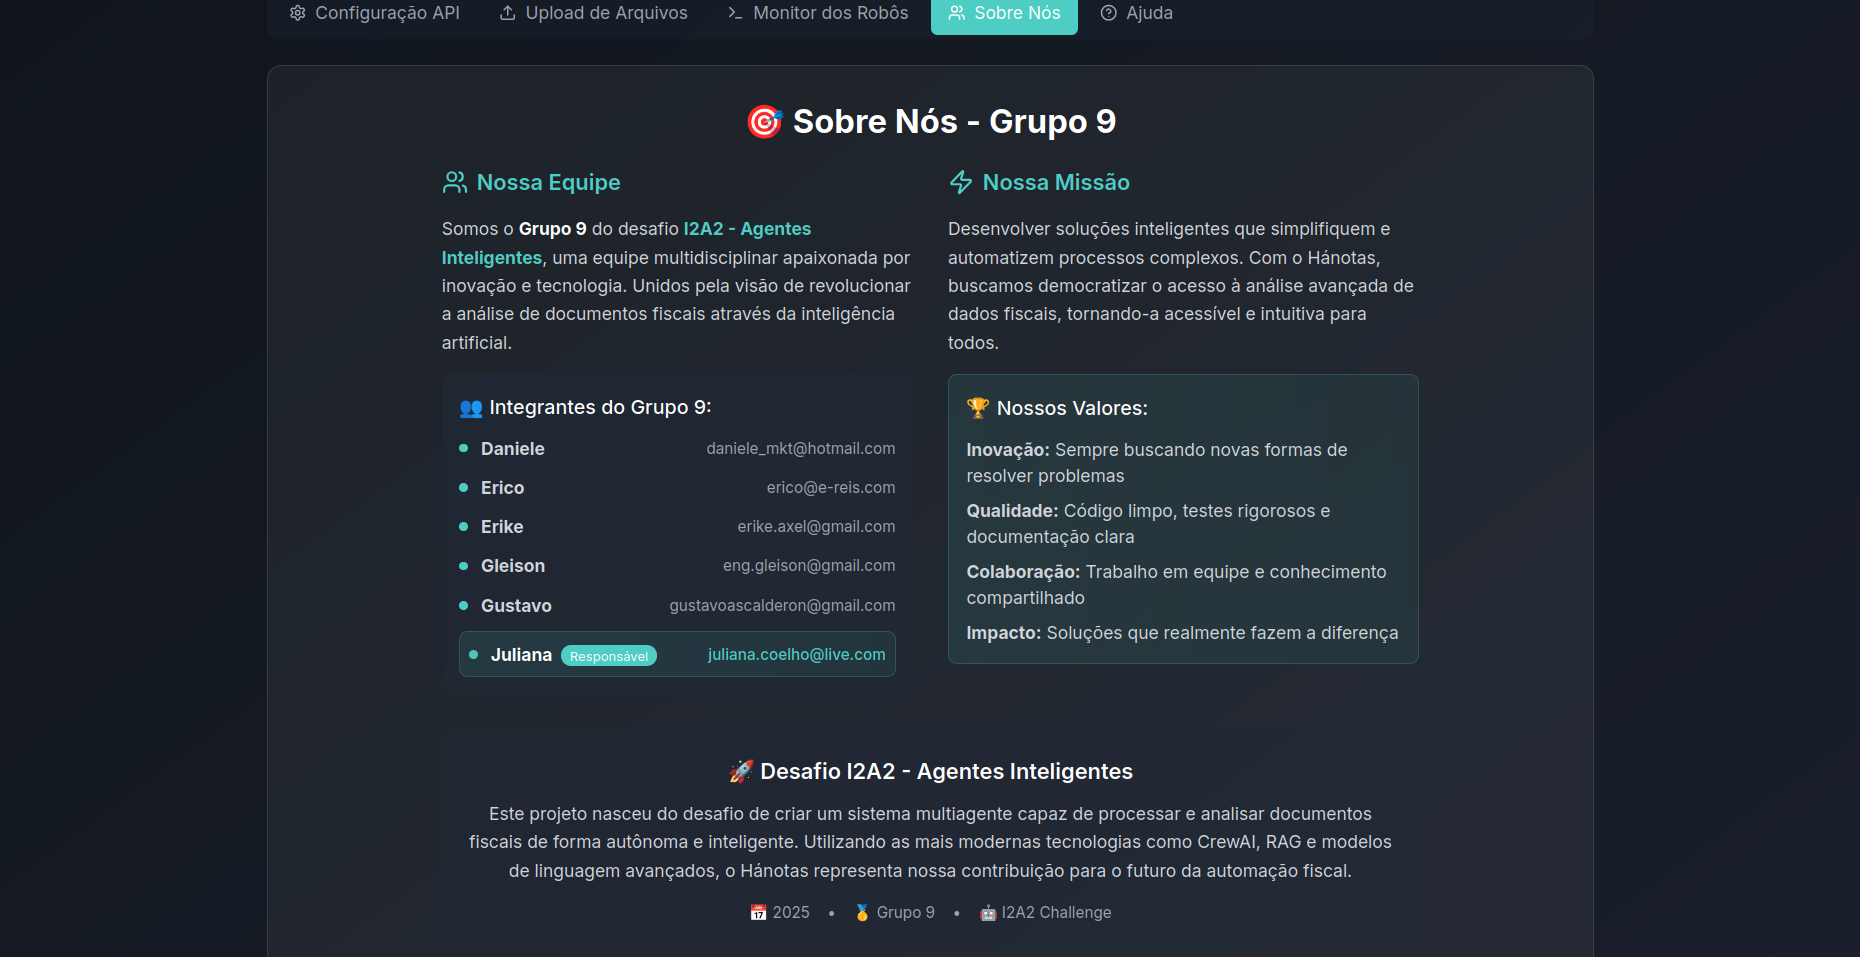 Configuração API
Upload de Arquivos
Monitor dos Robôs
Sobre Nós
Ajuda
🎯 Sobre Nós - Grupo 9
Nossa Equipe
Somos o Grupo 9 do desafio I2A2 - Agentes
Inteligentes, uma equipe multidisciplinar apaixonada por
inovação e tecnologia. Unidos pela visão de revolucionar
a análise de documentos fiscais através da inteligência
artificial.
👥 Integrantes do Grupo 9:
Daniele daniele_mkt@hotmail.com
Erico erico@e-reis.com
Erike erike.axel@gmail.com
Gleison eng.gleison@gmail.com
Gustavo gustavoascalderon@gmail.com
Juliana Responsável juliana.coelho@live.com
Nossa Missão
Desenvolver soluções inteligentes que simplifiquem e
automatizem processos complexos. Com o Hánotas,
buscamos democratizar o acesso à análise avançada de
dados fiscais, tornando-a acessível e intuitiva para
todos.
🏆 Nossos Valores:
Inovação: Sempre buscando novas formas de
resolver problemas
Qualidade: Código limpo, testes rigorosos e
documentação clara
Colaboração: Trabalho em equipe e conhecimento
compartilhado
Impacto: Soluções que realmente fazem a diferença
🚀 Desafio I2A2 - Agentes Inteligentes
Este projeto nasceu do desafio de criar um sistema multiagente capaz de processar e analisar documentos
fiscais de forma autônoma e inteligente. Utilizando as mais modernas tecnologias como CrewAI, RAG e modelos
de linguagem avançados, o Hánotas representa nossa contribuição para o futuro da automação fiscal.
📅 2025 • 🏅 Grupo 9 • 🤖 I2A2 Challenge